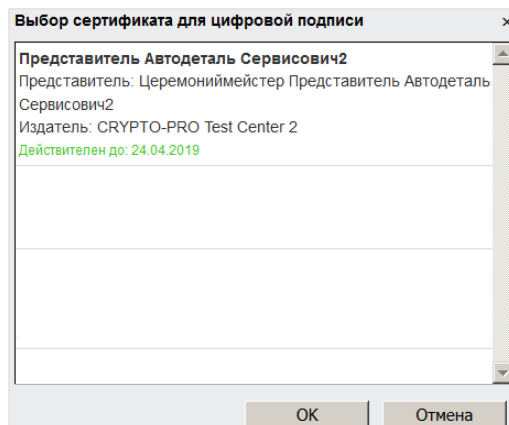 Выбор сертификата для цифровой подписи ×
Представитель Автодеталь Сервисович2
Представитель: Церемониймейстер Представитель Автодеталь
Сервисович2
Издатель: CRYPTO-PRO Test Center 2
Действителен до: 24.04.2019
OK Отмена